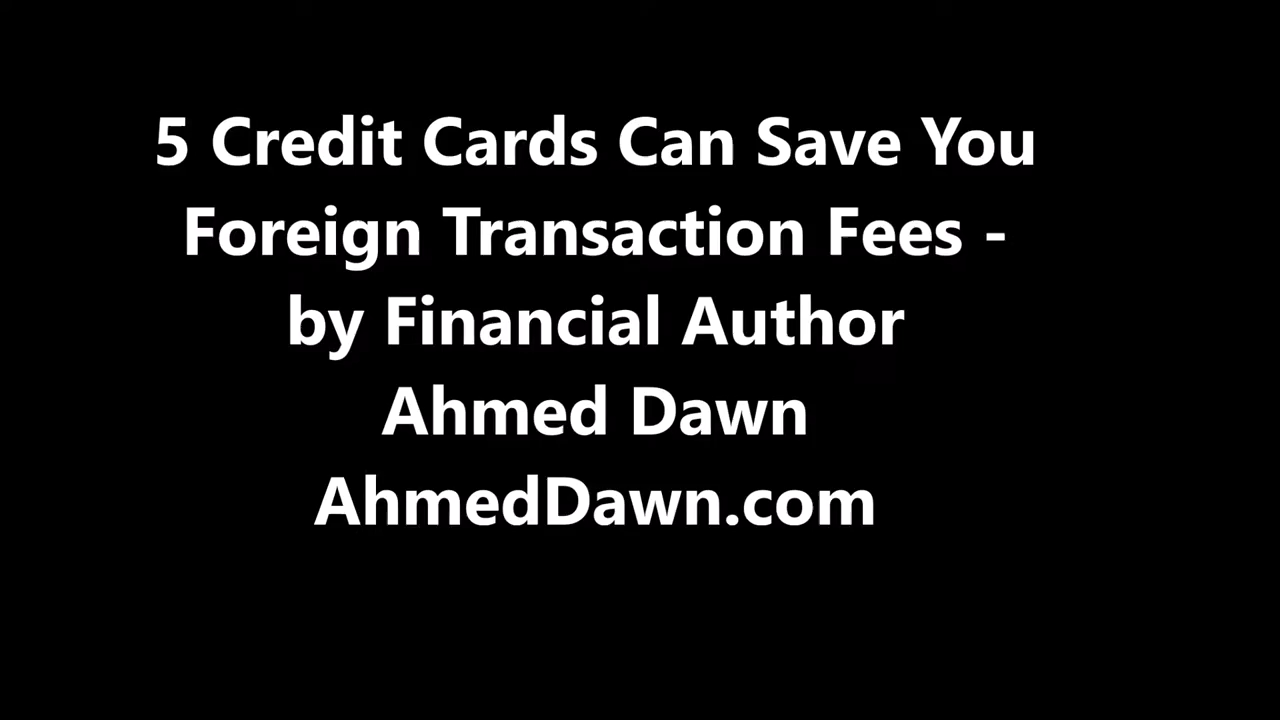 5 Credit Cards Can Save You
Foreign Transaction Fees -
by Financial Author
Ahmed Dawn
AhmedDawn.com